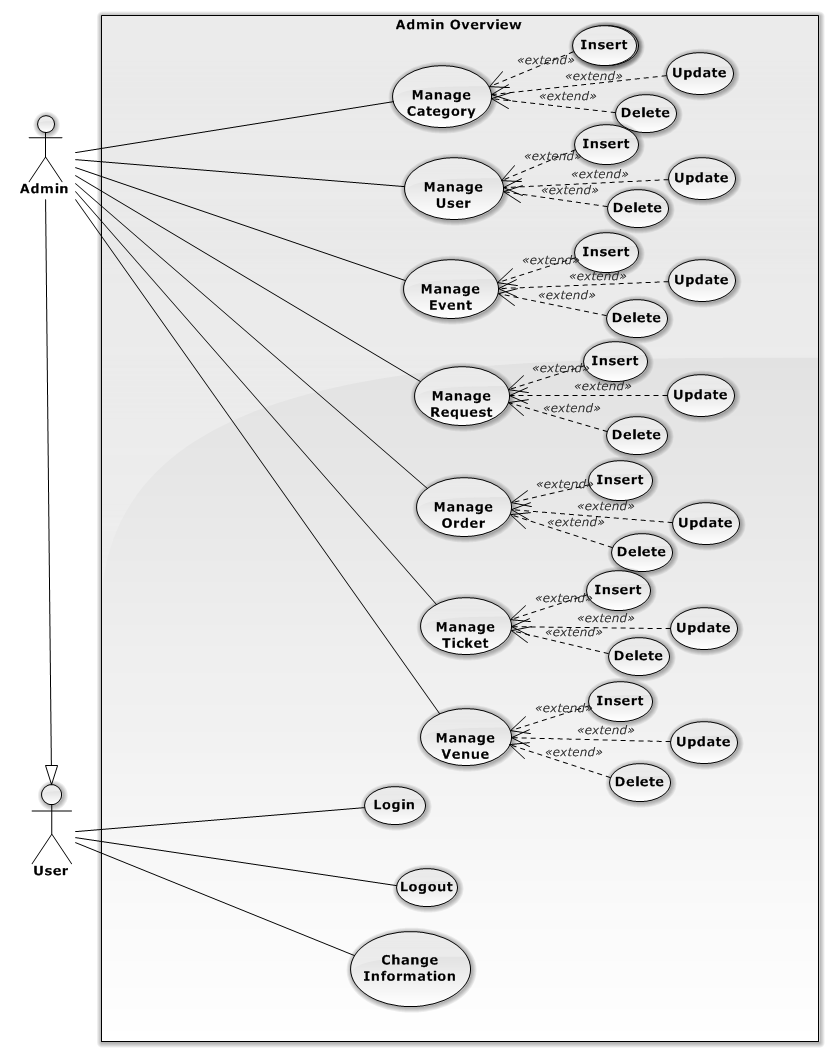 Admin Overview
Insert
«extend»
Update
«extend»
Manage
Category
«extend»
Delete
Insert
«extend»
Admin
Manage
User
«extend»
Update
«extend»
Delete
Insert
«extend»
Manage
Event
«extend»
Update
«extend»
Delete
Insert
«extend»
Manage
Request
«extend»
Update
«extend»
Delete
Insert
«extend»
Manage
Order
«extend»
Update
«extend»
Delete
Insert
«extend»
Manage
Ticket
«extend»
Update
«extend»
Delete
Insert
«extend»
Manage
Venue
«extend»
Update
«extend»
Delete
Login
User
Logout
Change
Information